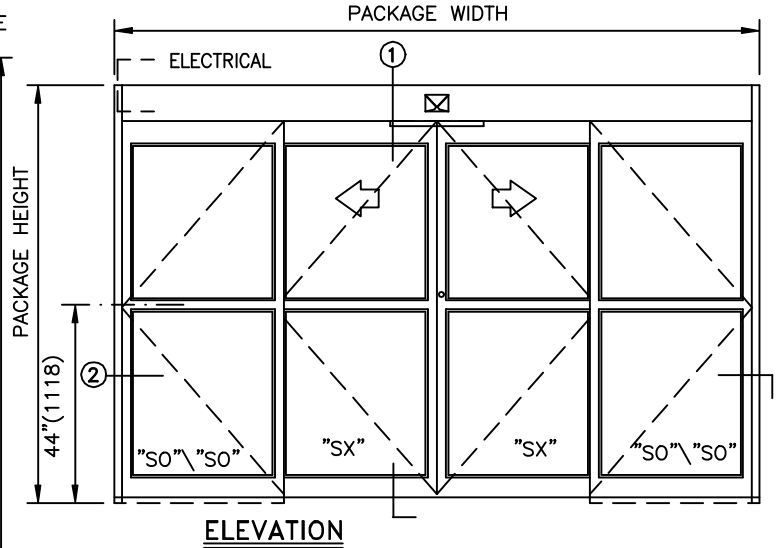 E
PACKAGE WIDTH
ELECTRICAL
1
PACKAGE HEIGHT
44"(1118)
2
"SO"\"SO"
"SX"
"SX"
"SO"\"SO"
ELEVATION